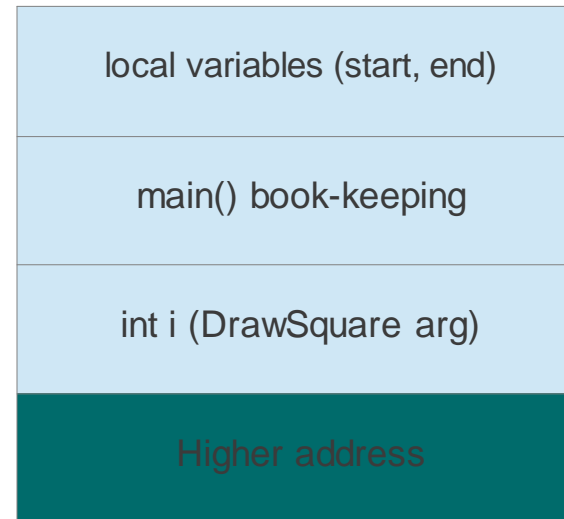 local variables (start, end)
main() book-keeping
int i (DrawSquare arg)
Higher address